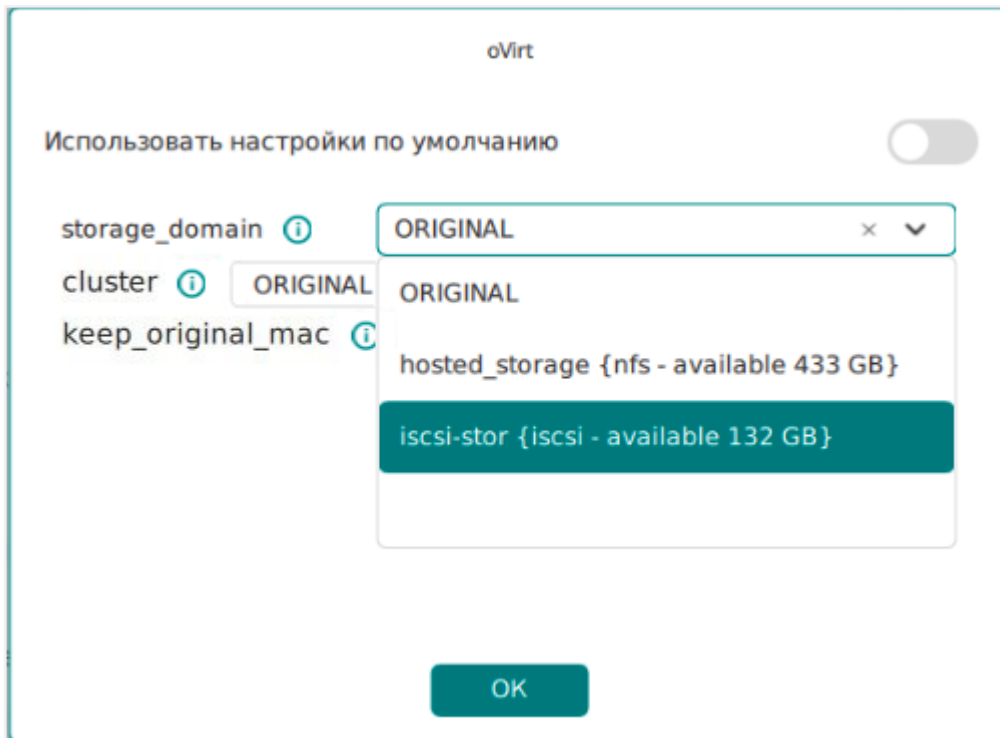 oVirt
Использовать настройки по умолчанию
storage_domain ORIGINAL
cluster ORIGINAL
ORIGINAL
keep_original_mac
hosted_storage {nfs - available 433 GB}
iscsi-stor {iscsi - available 132 GB}
OK